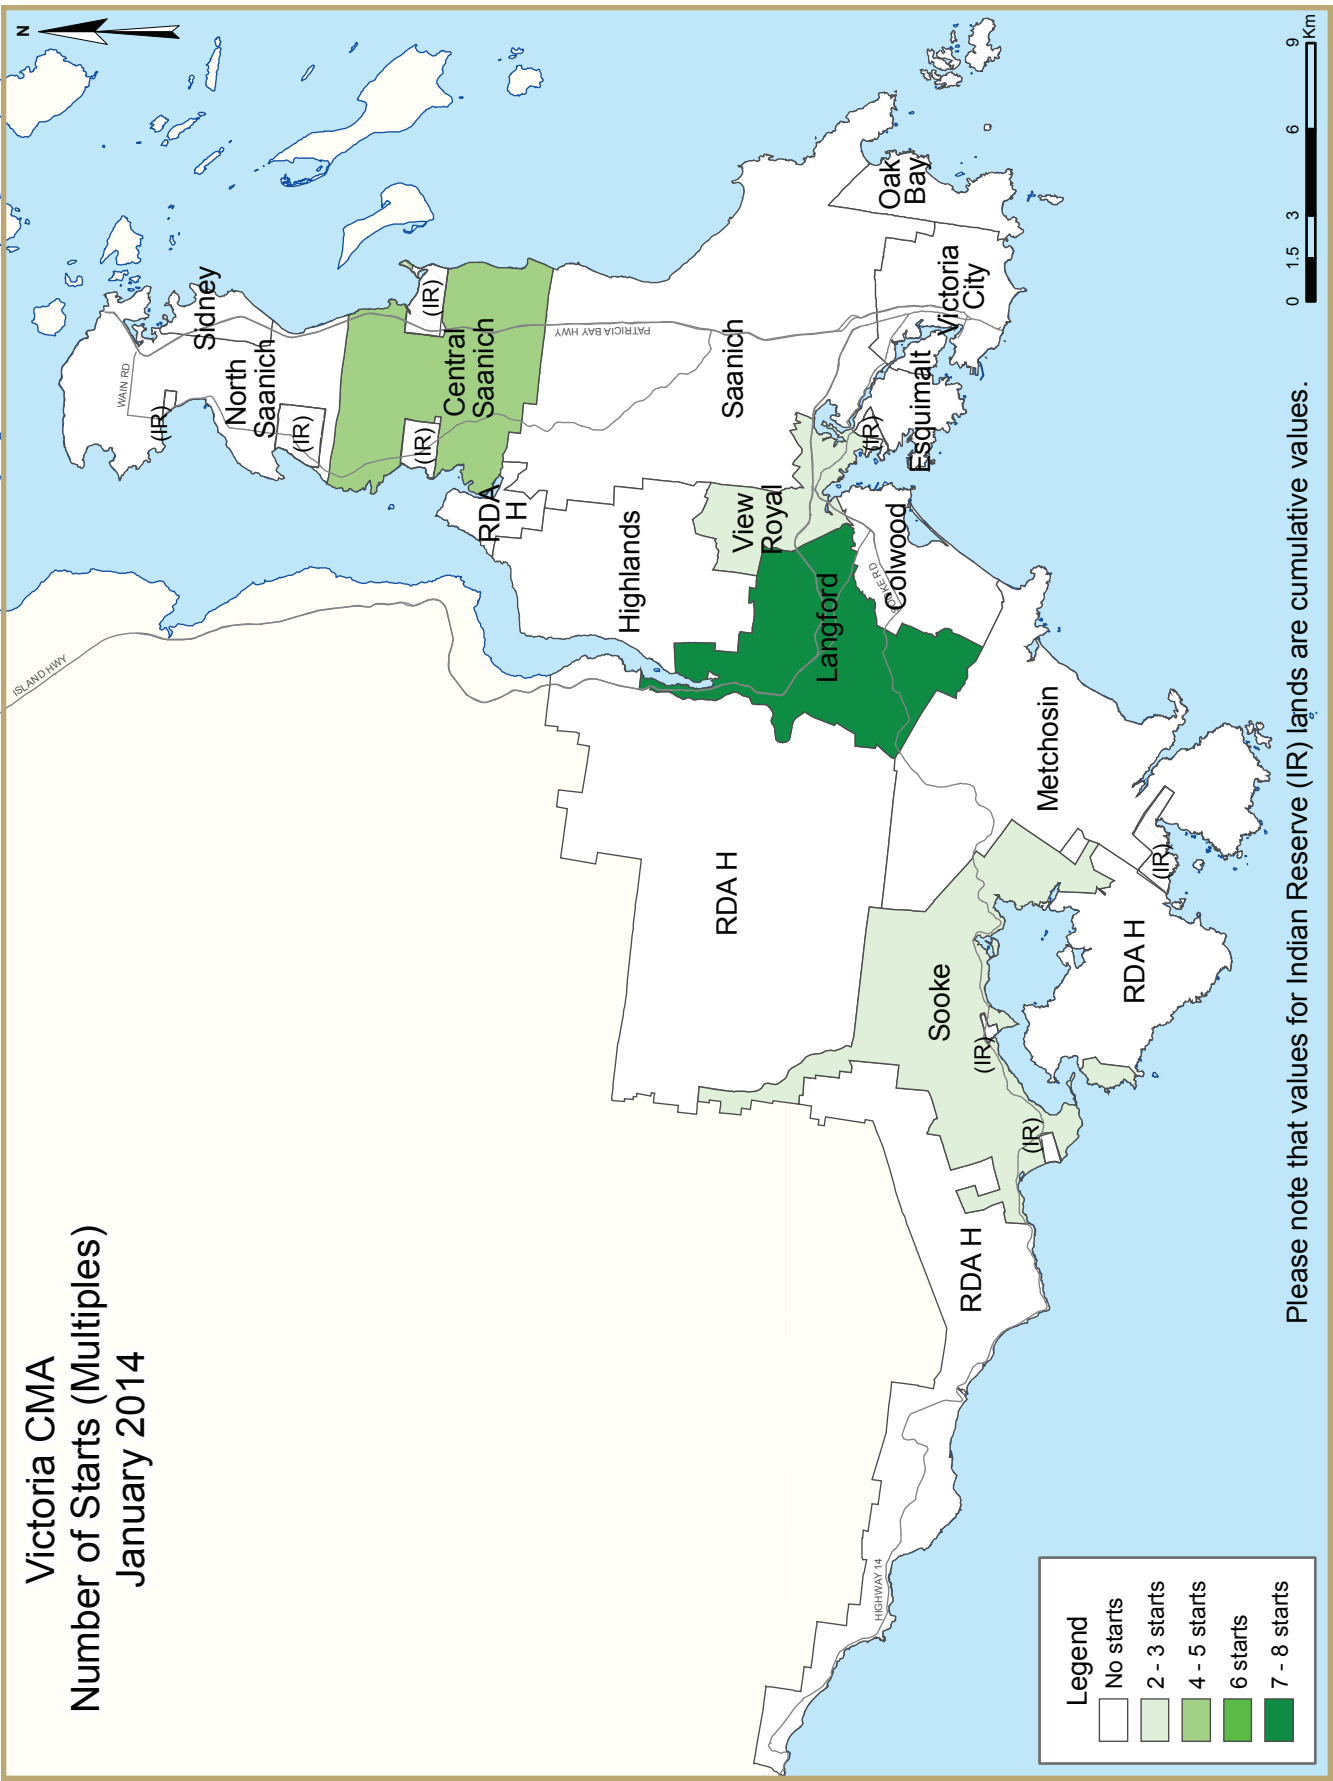 Victoria CMA
Number of Starts (Multiples)
January 2014
N
ISLAND HWY
WAIN RD
(IR)
Sidney
North
Saanich
(IR)
(IR)
Central
Saanich
(IR)
RDA
H
PATRICIA BAY HWY
Saanich
Highlands
View
Royal
Langford
Colwood
SOOKE RD
(IR)
Esquimalt
Victoria
City
Oak
Bay
RDA H
Metchosin
(IR)
Sooke
(IR)
(IR)
RDA H
RDA H
HIGHWAY 14
Legend
No starts
2 - 3 starts
4 - 5 starts
6 starts
7 - 8 starts
0 1.5 3 6 9
Km
Please note that values for Indian Reserve (IR) lands are cumulative values.